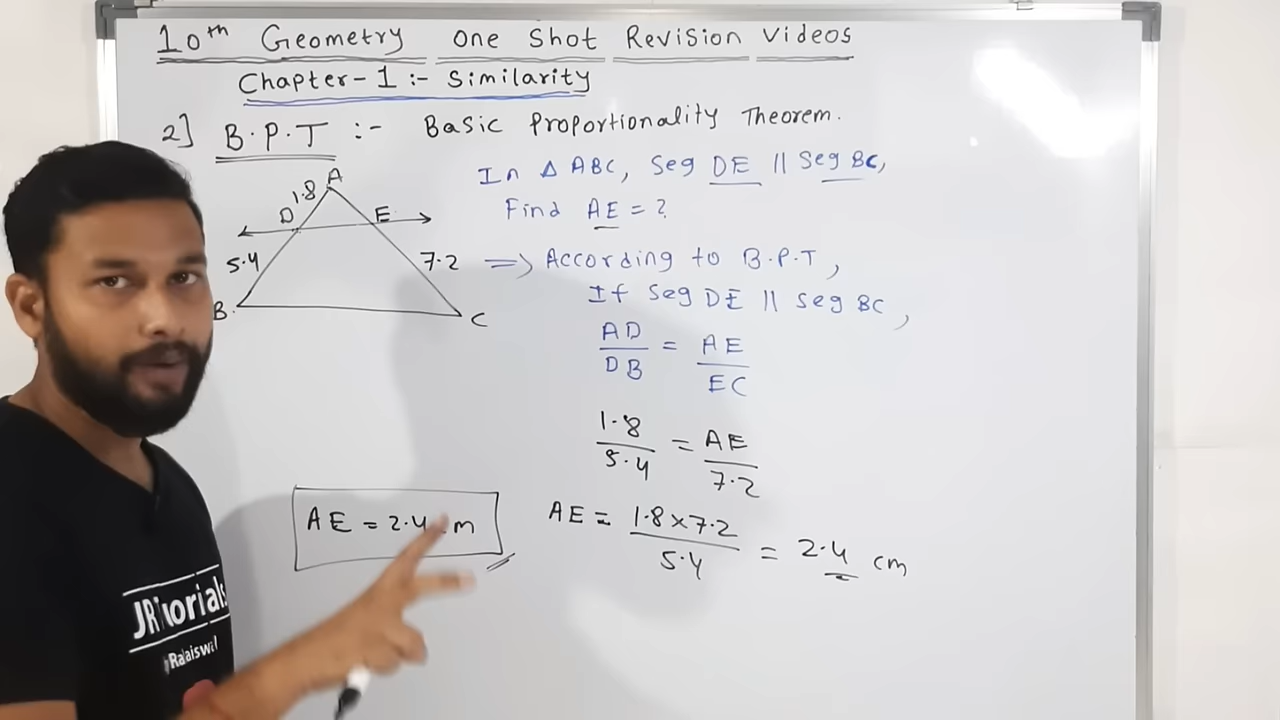 10th Geometry One Shot Revision Videos
Chapter-1 :- Similarity
2] B.P.T :- Basic Proportionality Theorem.
In Δ ABC, Seg DE || Seg BC,
Find AE = ?
A
1.8
D
E
5.4
7.2
B
C
=> According to B.P.T,
If Seg DE || Seg BC,
AD/DB = AE/EC
1.8/5.4 = AE/7.2
AE = 1.8×7.2/5.4 = 2.4 cm
AE = 2.4 cm